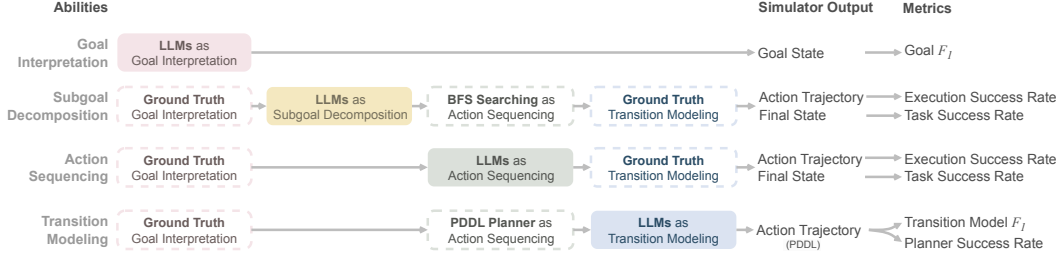 Abilities
Simulator Output
Metrics
Goal
Interpretation
LLMs as
Goal Interpretation
Goal State
Goal F1
Subgoal
Decomposition
Ground Truth
Goal Interpretation
LLMs as
Subgoal Decomposition
BFS Searching as
Action Sequencing
Ground Truth
Transition Modeling
Action Trajectory
Final State
Execution Success Rate
Task Success Rate
Action
Sequencing
Ground Truth
Goal Interpretation
LLMs as
Action Sequencing
Ground Truth
Transition Modeling
Action Trajectory
Final State
Execution Success Rate
Task Success Rate
Transition
Modeling
Ground Truth
Goal Interpretation
PDDL Planner as
Action Sequencing
LLMs as
Transition Modeling
Action Trajectory
(PDDL)
Transition Model F1
Planner Success Rate